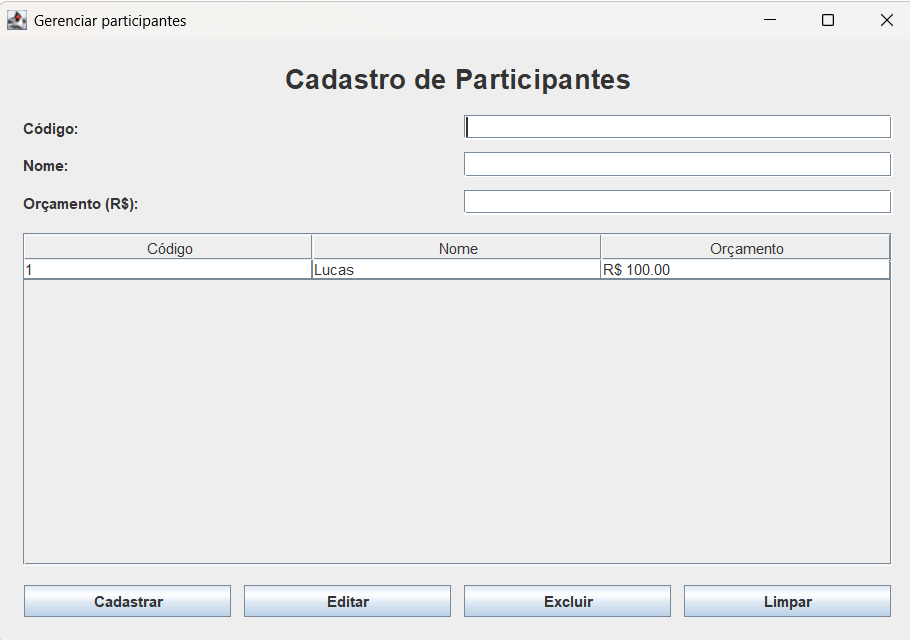 Gerenciar participantes
Cadastro de Participantes
Código:
Nome:
Orçamento (R$):
Código Nome Orçamento
1 Lucas R$ 100.00
Cadastrar Editar Excluir Limpar